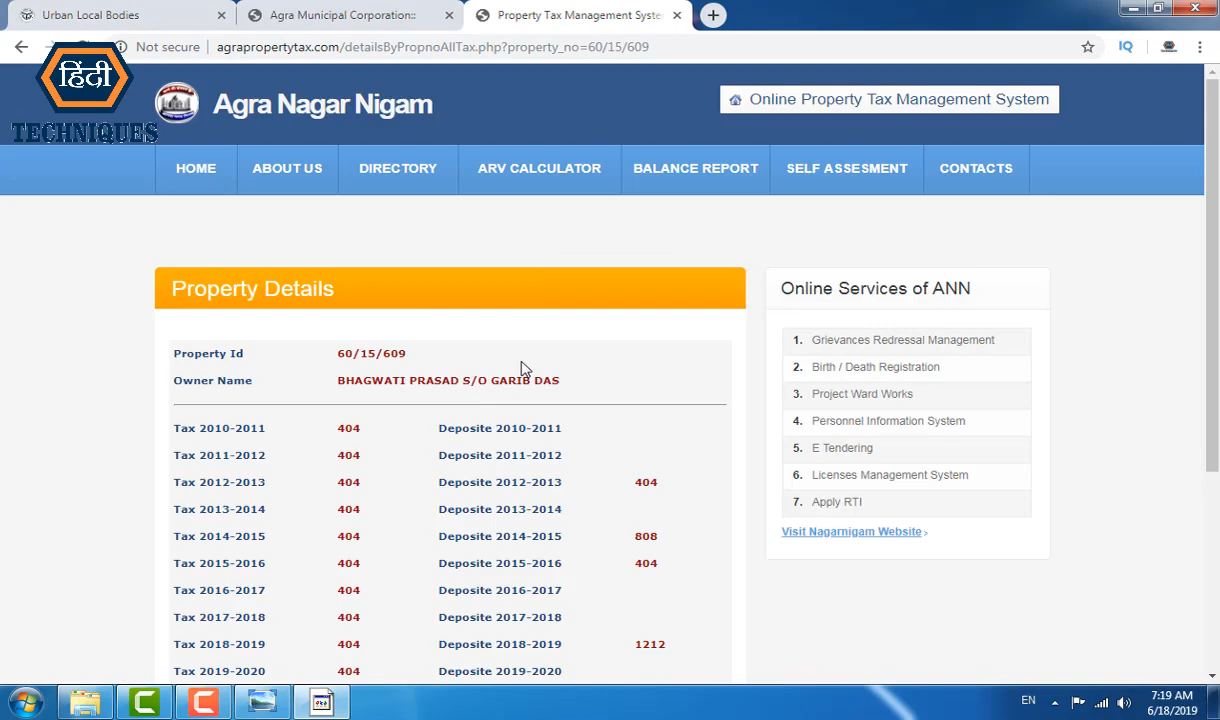 Urban Local Bodies
Agra Municipal Corporation::
Property Tax Management Syste
Not secure
agrapropertytax.com/detailsByPropnoAllTax.php?property_no=60/15/609
IQ
हिंदी
TECHNIQUES
Agra Nagar Nigam
Online Property Tax Management System
HOME ABOUT US DIRECTORY ARV CALCULATOR BALANCE REPORT SELF ASSESMENT CONTACTS
Property Details
Property Id 60/15/609
Owner Name BHAGWATI PRASAD S/O GARIB DAS
Tax 2010-2011 404 Deposite 2010-2011
Tax 2011-2012 404 Deposite 2011-2012
Tax 2012-2013 404 Deposite 2012-2013 404
Tax 2013-2014 404 Deposite 2013-2014
Tax 2014-2015 404 Deposite 2014-2015 808
Tax 2015-2016 404 Deposite 2015-2016 404
Tax 2016-2017 404 Deposite 2016-2017
Tax 2017-2018 404 Deposite 2017-2018
Tax 2018-2019 404 Deposite 2018-2019 1212
Tax 2019-2020 404 Deposite 2019-2020
Online Services of ANN
1. Grievances Redressal Management
2. Birth / Death Registration
3. Project Ward Works
4. Personnel Information System
5. E Tendering
6. Licenses Management System
7. Apply RTI
Visit Nagarnigam Website ›
EN
7:19 AM
6/18/2019